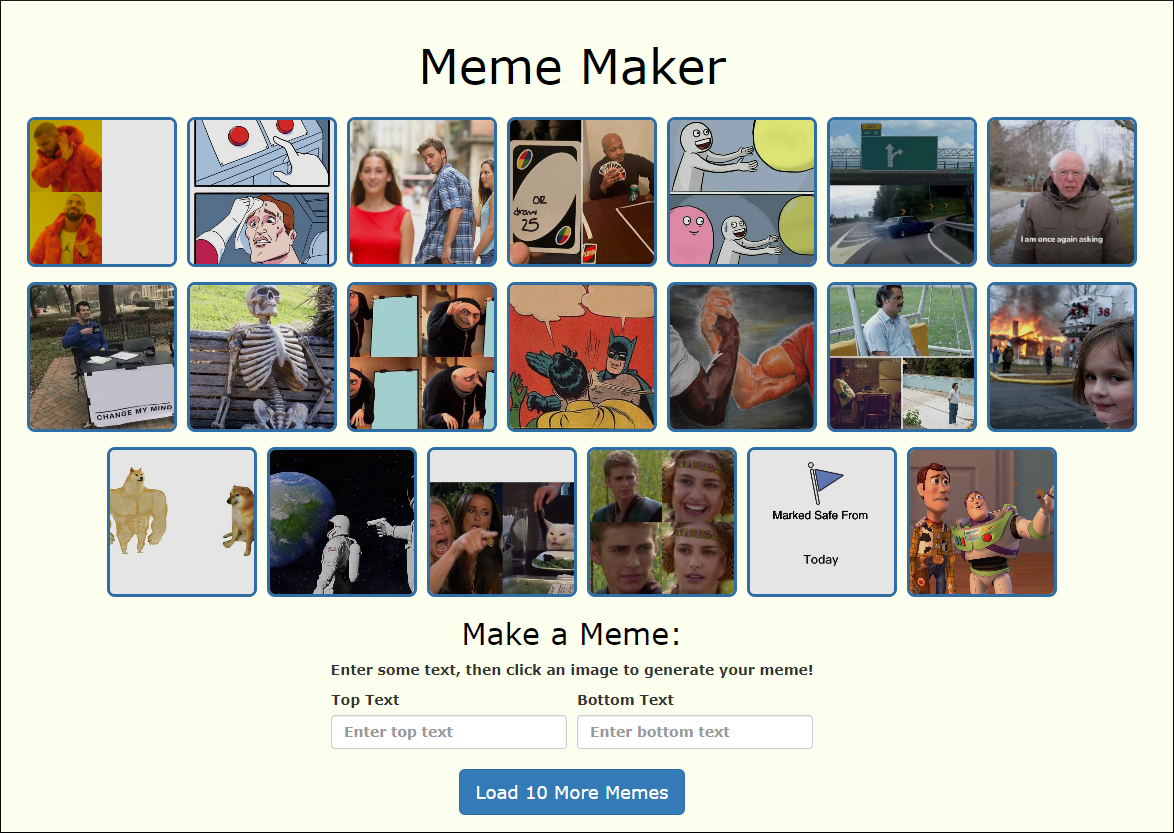 Meme Maker
OR
draw
25
I am once again asking
CHANGE MY MIND
38
Marked Safe From
Today
Make a Meme:
Enter some text, then click an image to generate your meme!
Top Text
Bottom Text
Enter top text
Enter bottom text
Load 10 More Memes